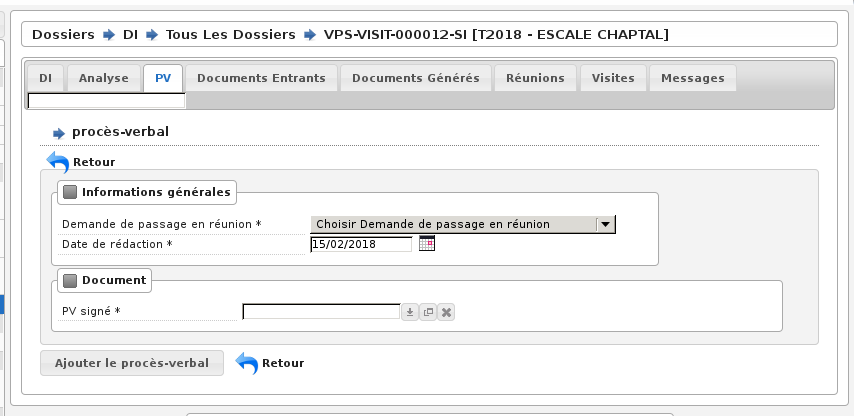 Dossiers DI Tous Les Dossiers VPS-VISIT-000012-SI [T2018 - ESCALE CHAPTAL]
DI Analyse PV Documents Entrants Documents Générés Réunions Visites Messages
procès-verbal
Retour
Informations générales
Demande de passage en réunion * Choisir Demande de passage en réunion
Date de rédaction * 15/02/2018
Document
PV signé *
Ajouter le procès-verbal Retour